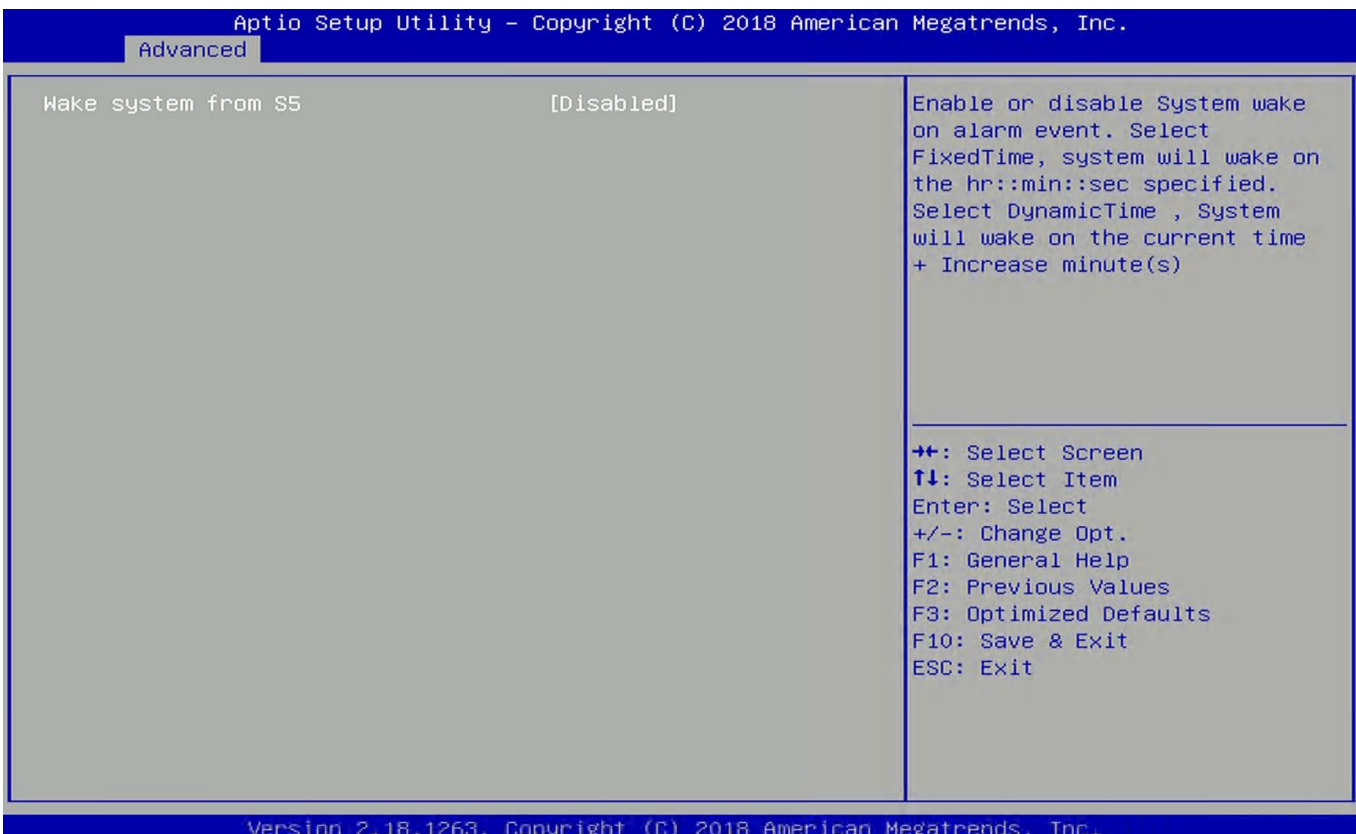 Aptio Setup Utility – Copyright (C) 2018 American Megatrends, Inc.
Advanced
Wake system from S5 [Disabled]
Enable or disable System wake
on alarm event. Select
FixedTime, system will wake on
the hr::min::sec specified.
Select DynamicTime , System
will wake on the current time
+ Increase minute(s)
→←: Select Screen
↑↓: Select Item
Enter: Select
+/-: Change Opt.
F1: General Help
F2: Previous Values
F3: Optimized Defaults
F10: Save & Exit
ESC: Exit
Version 2.18.1263. Copyright (C) 2018 American Megatrends, Inc.